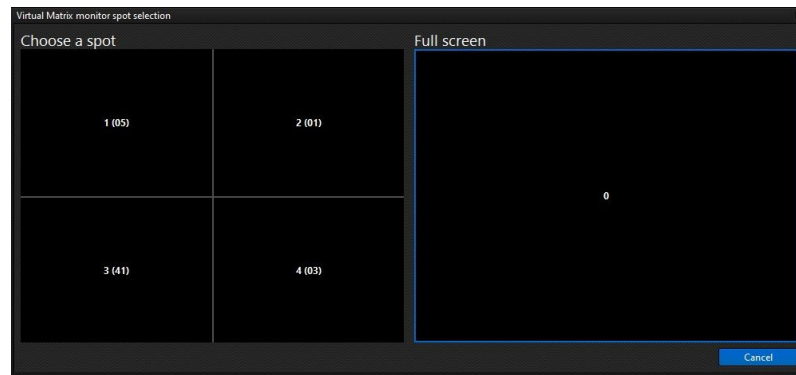 Virtual Matrix monitor spot selection
Choose a spot
Full screen
1 (05)
2 (01)
0
3 (41)
4 (03)
Cancel